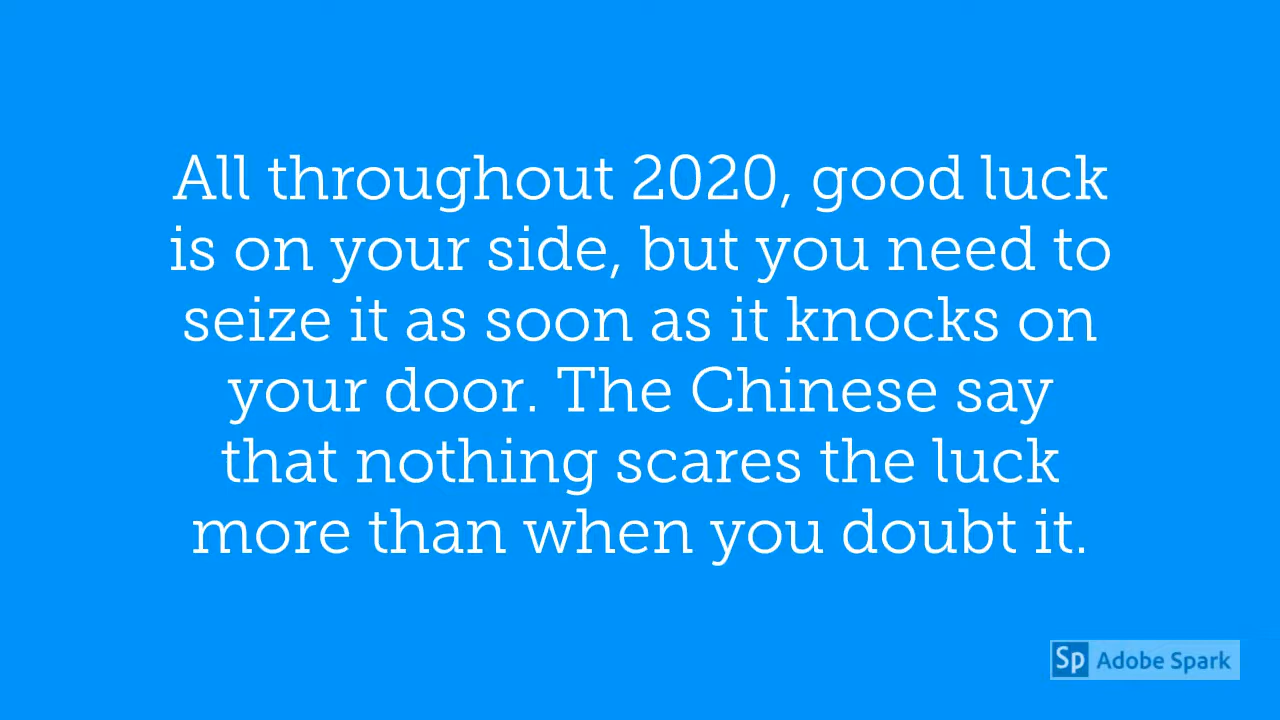 All throughout 2020, good luck
is on your side, but you need to
seize it as soon as it knocks on
your door. The Chinese say
that nothing scares the luck
more than when you doubt it.
Sp Adobe Spark